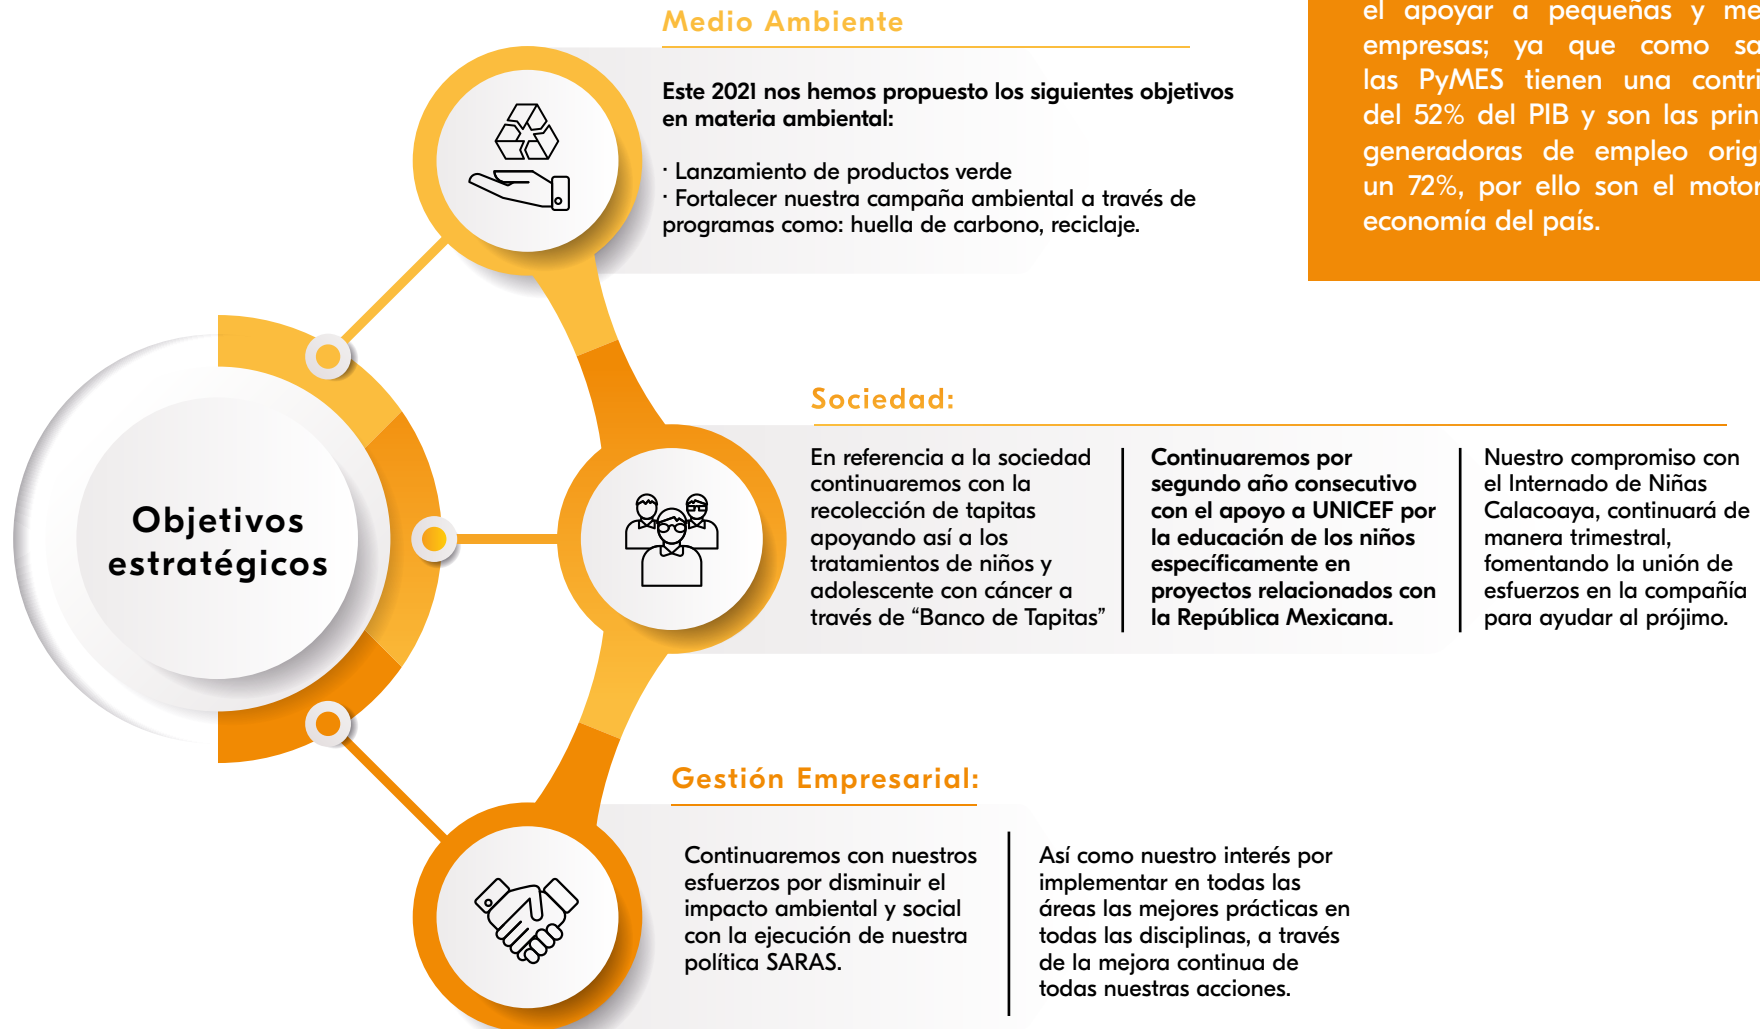 Medio Ambiente
Este 2021 nos hemos propuesto los siguientes objetivos
en materia ambiental:
· Lanzamiento de productos verde
· Fortalecer nuestra campaña ambiental a través de
programas como: huella de carbono, reciclaje.
el apoyar a pequeñas y
empresas; ya que como
las PyMES tienen una
del 52% del PIB y son las
generadoras de empleo
un 72%, por ello son el motor
economía del país.
Objetivos
estratégicos
Sociedad:
En referencia a la sociedad
continuaremos con la
recolección de tapitas
apoyando así a los
tratamientos de niños y
adolescente con cáncer a
través de “Banco de Tapitas”
Continuaremos por
segundo año consecutivo
con el apoyo a UNICEF por
la educación de los niños
específicamente en
proyectos relacionados con
la República Mexicana.
Nuestro compromiso con
el Internado de Niñas
Calacoaya, continuará de
manera trimestral,
fomentando la unión de
esfuerzos en la compañía
para ayudar al prójimo.
Gestión Empresarial:
Continuaremos con nuestros
esfuerzos por disminuir el
impacto ambiental y social
con la ejecución de nuestra
política SARAS.
Así como nuestro interés por
implementar en todas las
áreas las mejores prácticas en
todas las disciplinas, a través
de la mejora continua de
todas nuestras acciones.